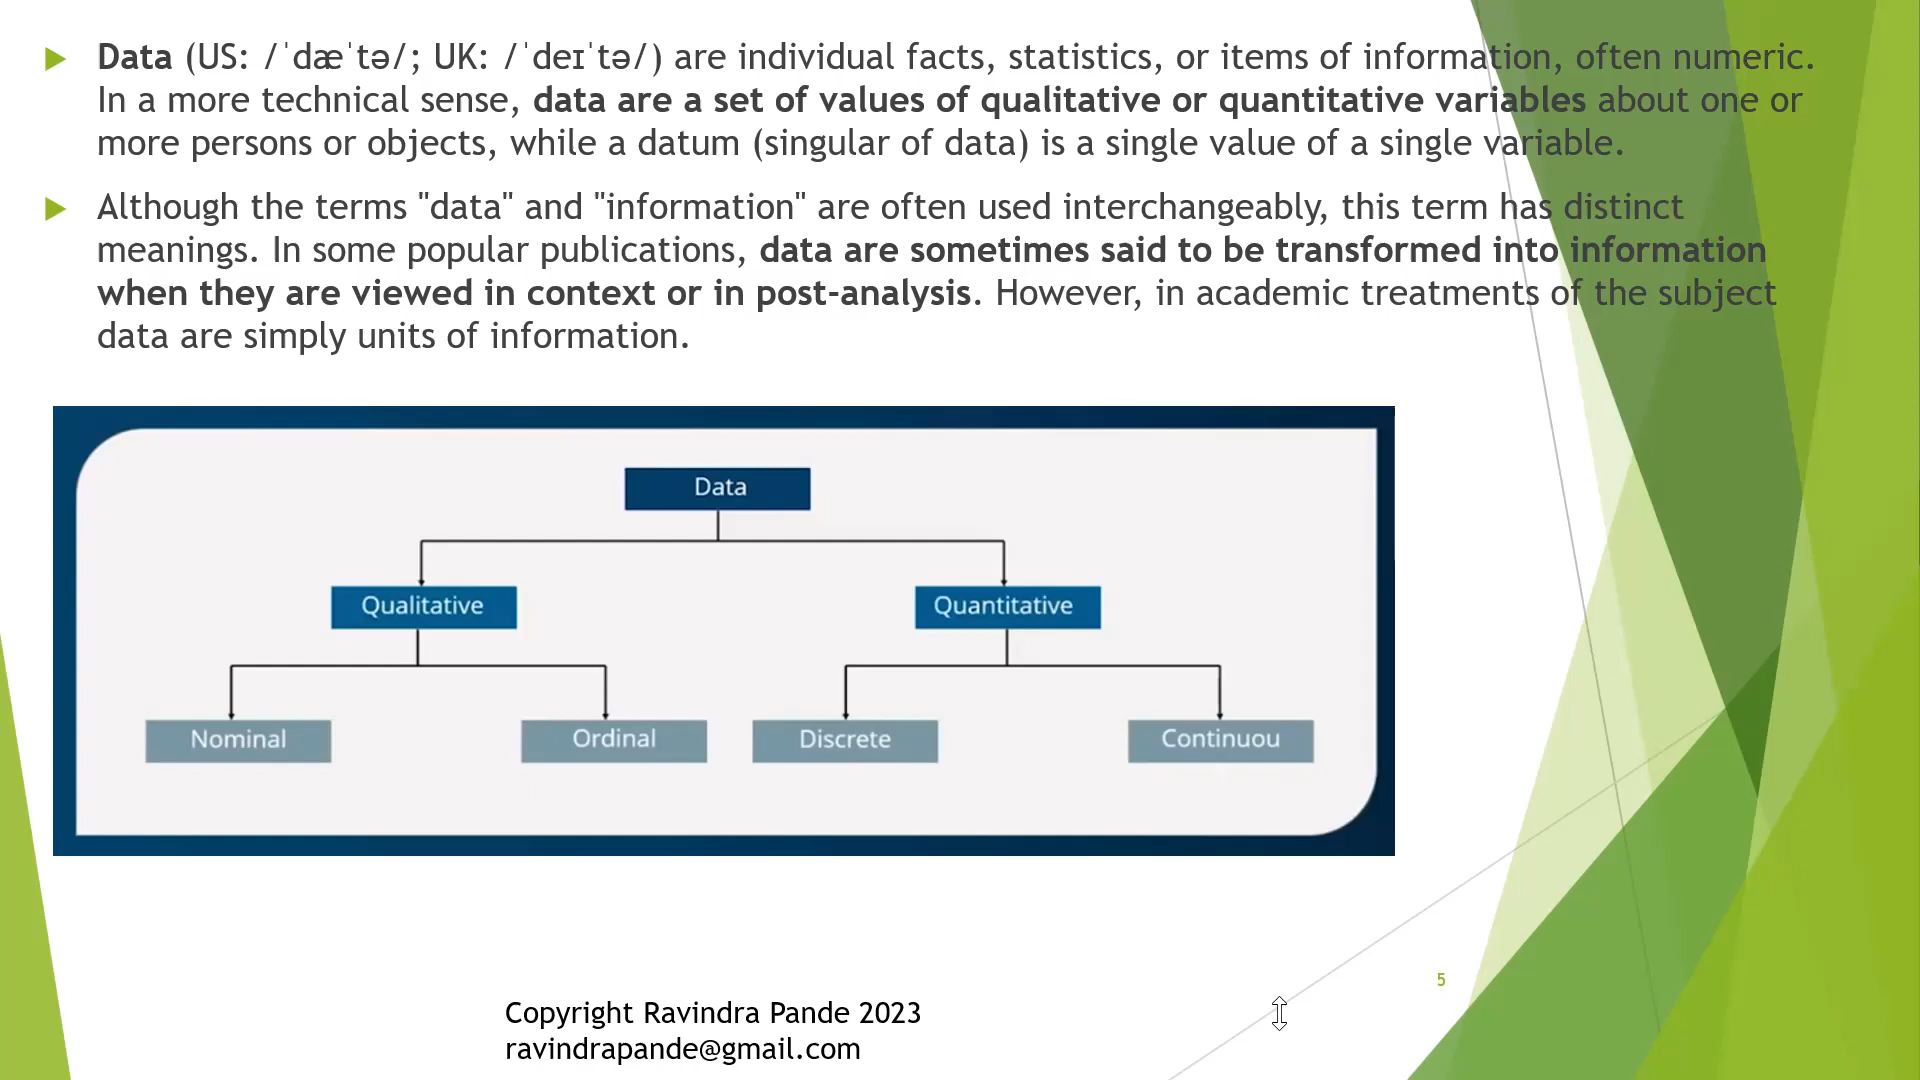 Data (US: /ˈdæˈtə/; UK: /ˈdeɪˈtə/) are individual facts, statistics, or items of information, often numeric.
In a more technical sense, data are a set of values of qualitative or quantitative variables about one or
more persons or objects, while a datum (singular of data) is a single value of a single variable.
Although the terms "data" and "information" are often used interchangeably, this term has distinct
meanings. In some popular publications, data are sometimes said to be transformed into information
when they are viewed in context or in post-analysis. However, in academic treatments of the subject
data are simply units of information.
Data
Qualitative
Quantitative
Nominal
Ordinal
Discrete
Continuou
5
Copyright Ravindra Pande 2023
ravindrapande@gmail.com